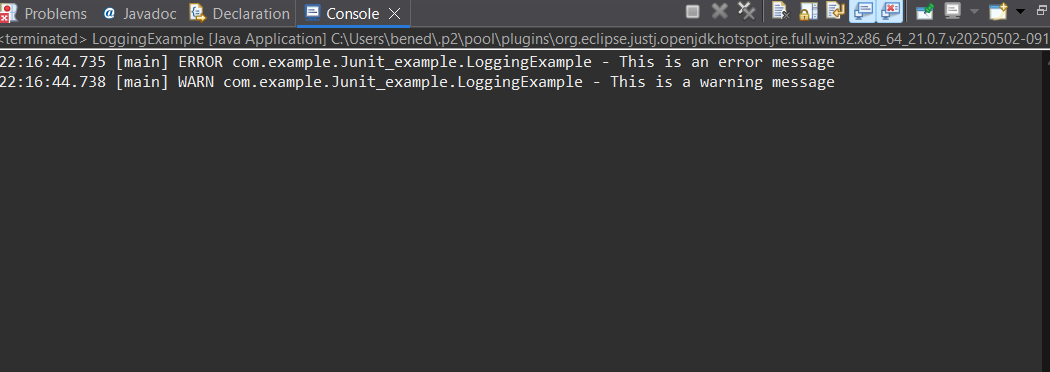 Problems @ Javadoc Declaration Console
<terminated> LoggingExample [Java Application] C:\Users\bened\.p2\pool\plugins\org.eclipse.justj.openjdk.hotspot.jre.full.win32.x86_64_21.0.7.v20250502-091
22:16:44.735 [main] ERROR com.example.Junit_example.LoggingExample - This is an error message
22:16:44.738 [main] WARN com.example.Junit_example.LoggingExample - This is a warning message